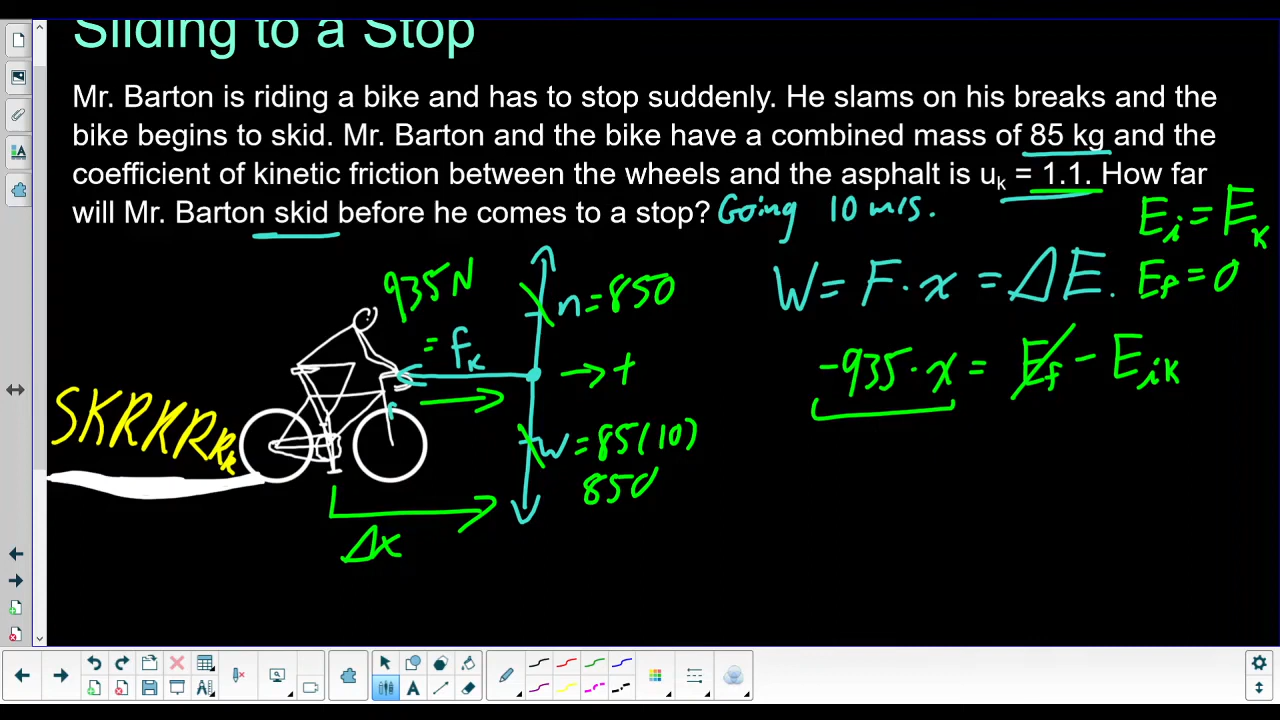 Sliding to a Stop
Mr. Barton is riding a bike and has to stop suddenly. He slams on his breaks and the
bike begins to skid. Mr. Barton and the bike have a combined mass of 85 kg and the
coefficient of kinetic friction between the wheels and the asphalt is uk = 1.1. How far
will Mr. Barton skid before he comes to a stop? Going 10 m/s.
Ei = Ek
Ef = 0
W = F · x = ΔE.
-935 · x = Ef - Eik
935 N
= fk
n = 850
→ +
w = 85(10)
850
SKRKRRk
Δx